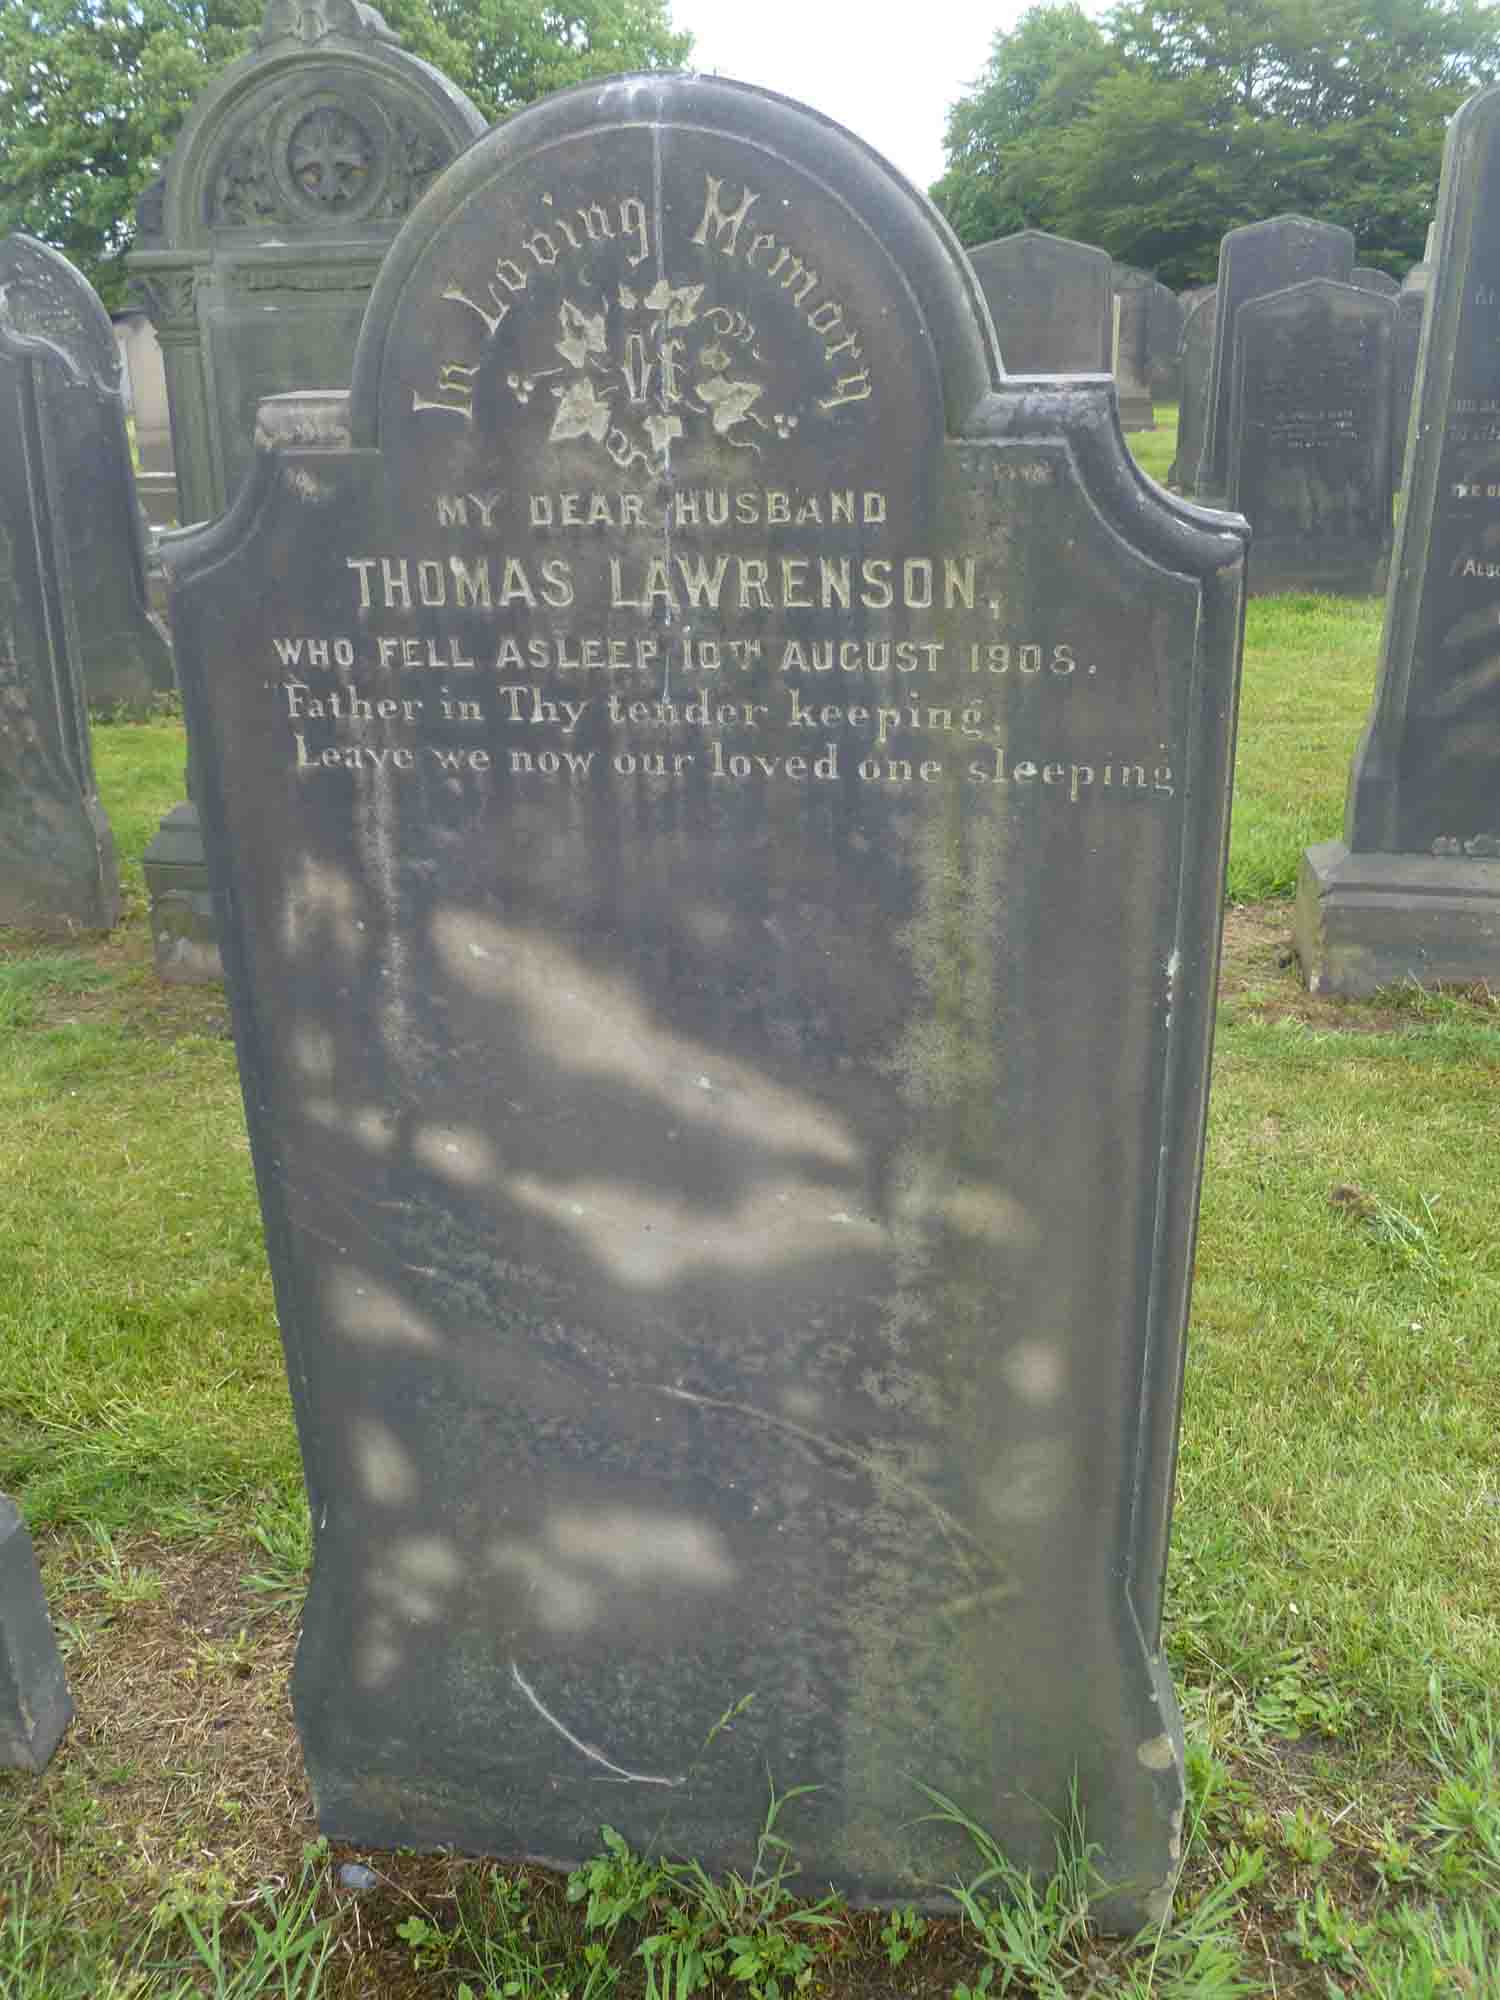 In Loving Memory
OF
MY DEAR HUSBAND
THOMAS LAWRENSON,
WHO FELL ASLEEP 10TH AUGUST 1908.
"Father in Thy tender keeping,
Leave we now our loved one sleeping
ALSO